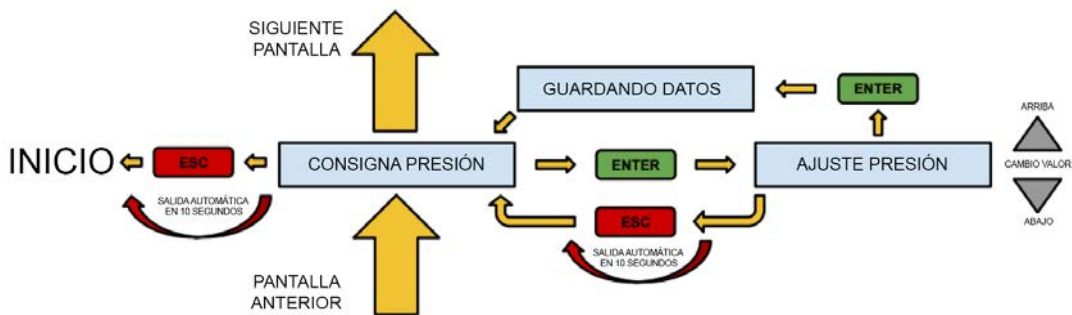 SIGUIENTE
PANTALLA
GUARDANDO DATOS
ENTER
ARRIBA
INICIO
ESC
CONSIGNA PRESIÓN
ENTER
AJUSTE PRESIÓN
CAMBIO VALOR
SALIDA AUTOMÁTICA
EN 10 SEGUNDOS
ESC
ABAJO
SALIDA AUTOMÁTICA
EN 10 SEGUNDOS
PANTALLA
ANTERIOR